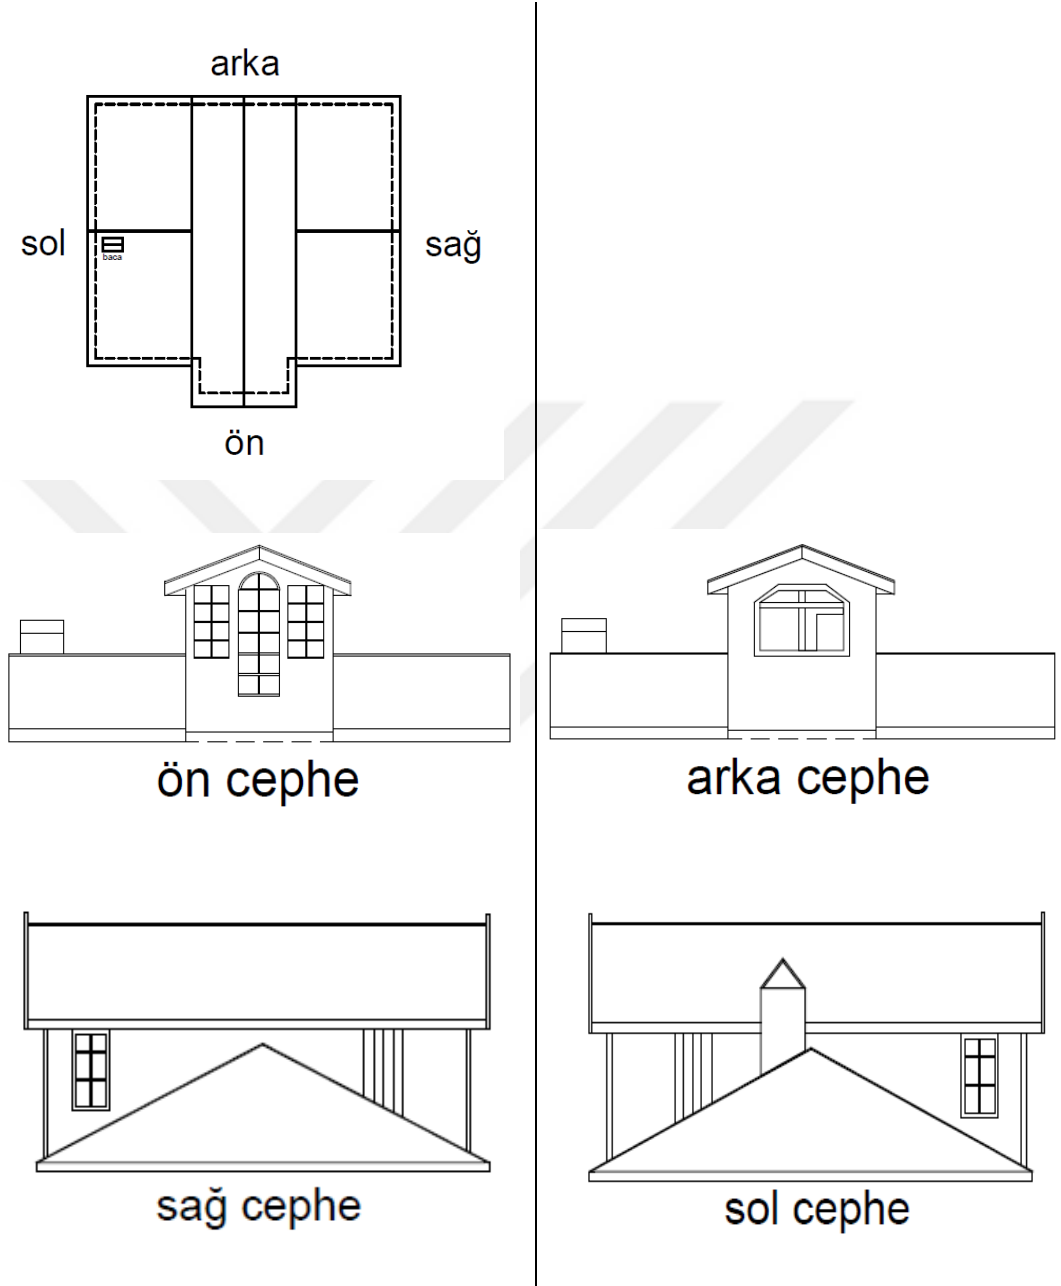 arka
sol
baca
sağ
ön
ön cephe
arka cephe
sağ cephe
sol cephe